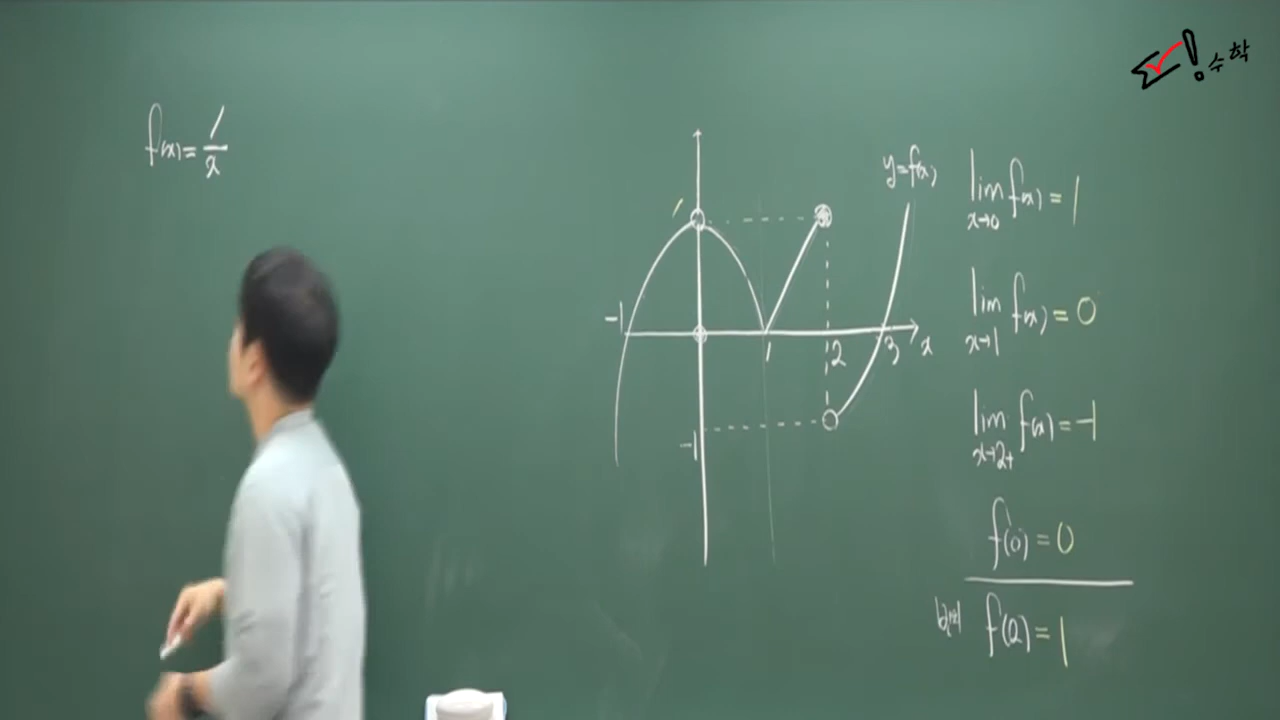 수학
f(x)=1/x
y=f(x)
1
-1
1
2
3
x
-1
lim x→0 f(x)=1
lim x→1 f(x)=0
lim x→2+ f(x)=-1
f(0)=0
f(2)=1